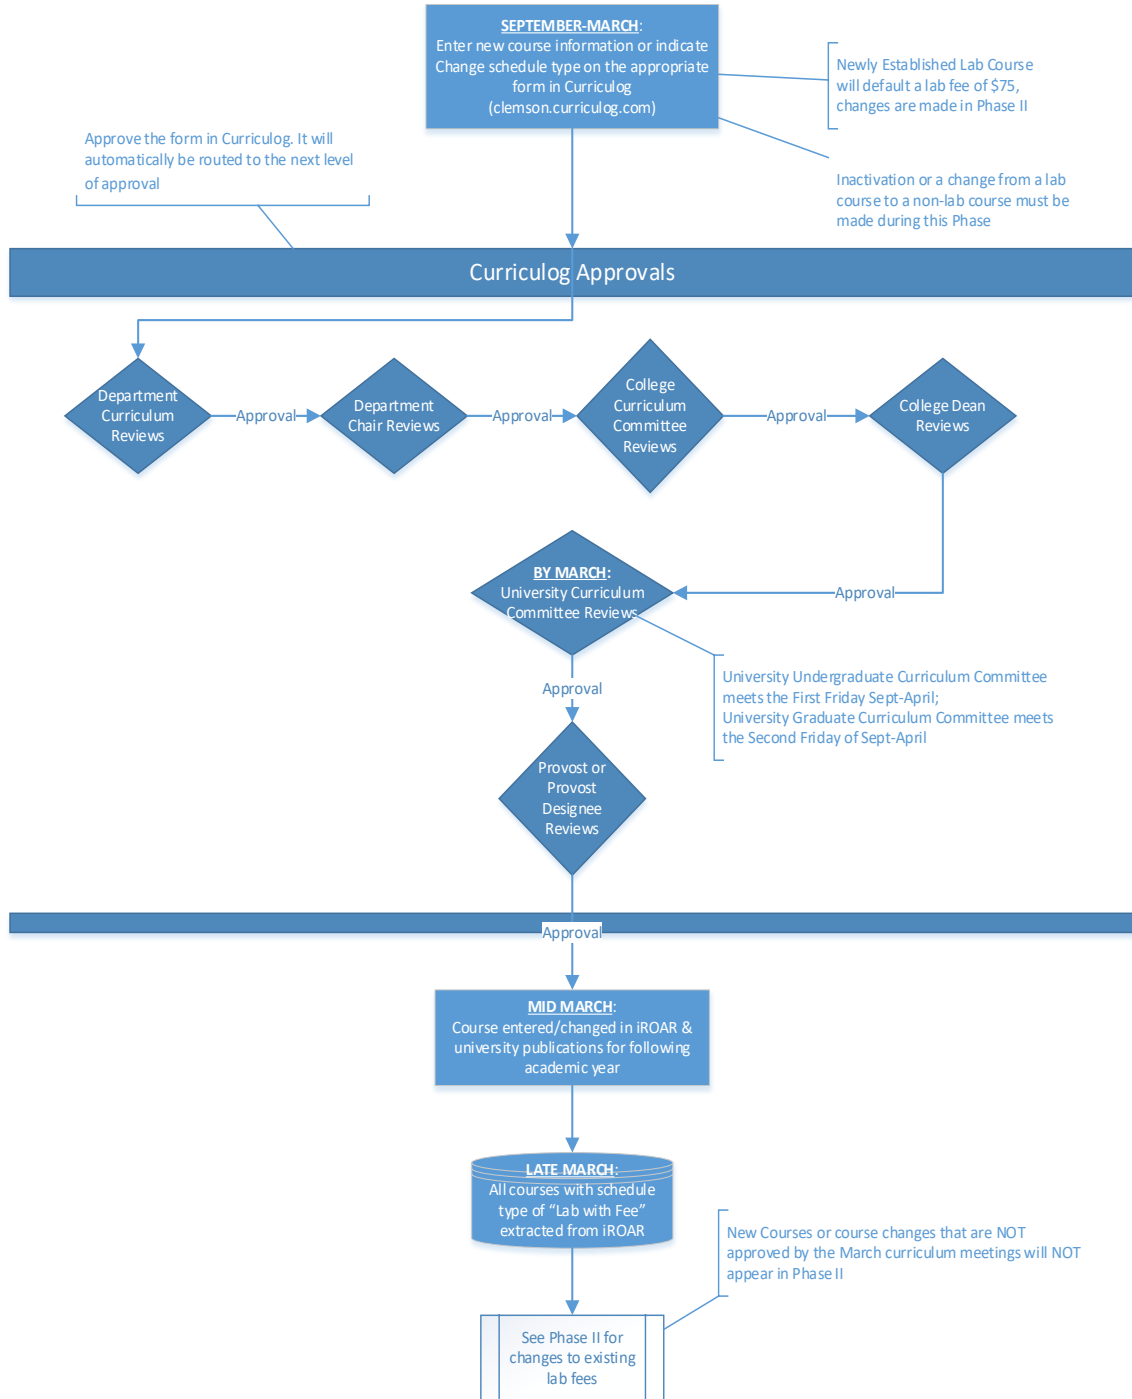 SEPTEMBER-MARCH:
Enter new course information or indicate
Change schedule type on the appropriate
form in Curriculog
(clemson.curriculog.com)
Newly Established Lab Course
will default a lab fee of $75,
changes are made in Phase II
Approve the form in Curriculog. It will
automatically be routed to the next level
of approval
Inactivation or a change from a lab
course to a non-lab course must be
made during this Phase
Curriculog Approvals
Department
Curriculum
Reviews
Approval
Department
Chair Reviews
Approval
College
Curriculum
Committee
Reviews
Approval
College Dean
Reviews
Approval
BY MARCH:
University Curriculum
Committee Reviews
University Undergraduate Curriculum Committee
meets the First Friday Sept-April;
University Graduate Curriculum Committee meets
the Second Friday of Sept-April
Approval
Provost or
Provost
Designee
Reviews
Approval
MID MARCH:
Course entered/changed in iROAR &
university publications for following
academic year
LATE MARCH:
All courses with schedule
type of “Lab with Fee”
extracted from iROAR
New Courses or course changes that are NOT
approved by the March curriculum meetings will NOT
appear in Phase II
See Phase II for
changes to existing
lab fees